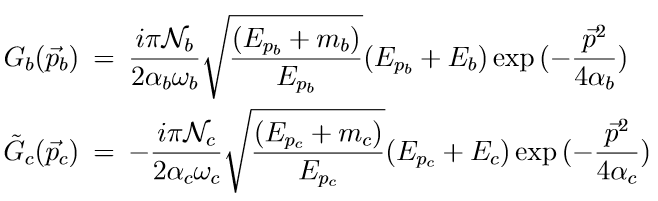 G_b(\vec{p}_b) = \frac{i\pi\mathcal{N}_b}{2\alpha_b\omega_b}\sqrt{\frac{(E_{p_b}+m_b)}{E_{p_b}}}(E_{p_b}+E_b)\exp{(-\frac{\vec{p}^2}{4\alpha_b})}
\tilde{G}_c(\vec{p}_c) = -\frac{i\pi\mathcal{N}_c}{2\alpha_c\omega_c}\sqrt{\frac{(E_{p_c}+m_c)}{E_{p_c}}}(E_{p_c}+E_c)\exp{(-\frac{\vec{p}^2}{4\alpha_c})}